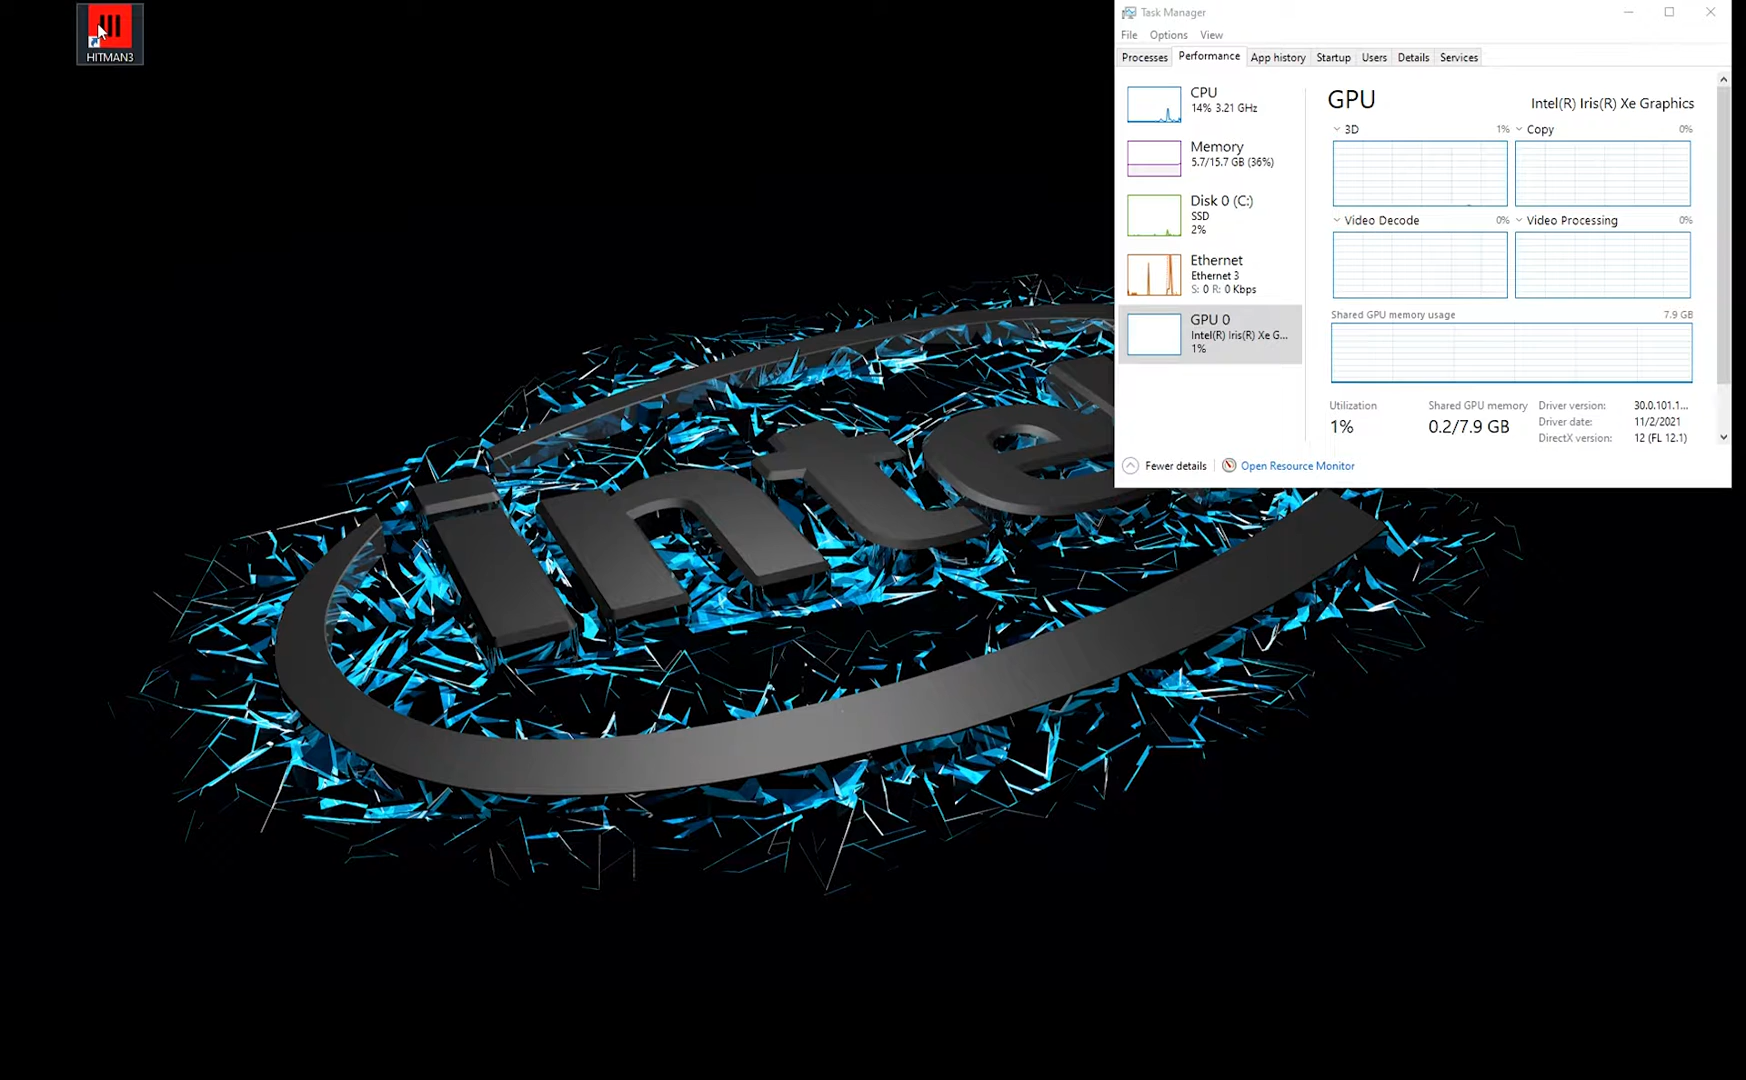 HITMAN3
Task Manager
File Options View
Processes Performance App history Startup Users Details Services
CPU
14% 3.21 GHz
Memory
5.7/15.7 GB (36%)
Disk 0 (C:)
SSD
2%
Ethernet
Ethernet 3
S: 0 R: 0 Kbps
GPU 0
Intel(R) Iris(R) Xe G...
1%
GPU Intel(R) Iris(R) Xe Graphics
3D 1% Copy 0%
Video Decode 0% Video Processing 0%
Shared GPU memory usage 7.9 GB
Utilization
1%
Shared GPU memory
0.2/7.9 GB
Driver version: 30.0.101.1...
Driver date: 11/2/2021
DirectX version: 12 (FL 12.1)
Fewer details Open Resource Monitor
inte